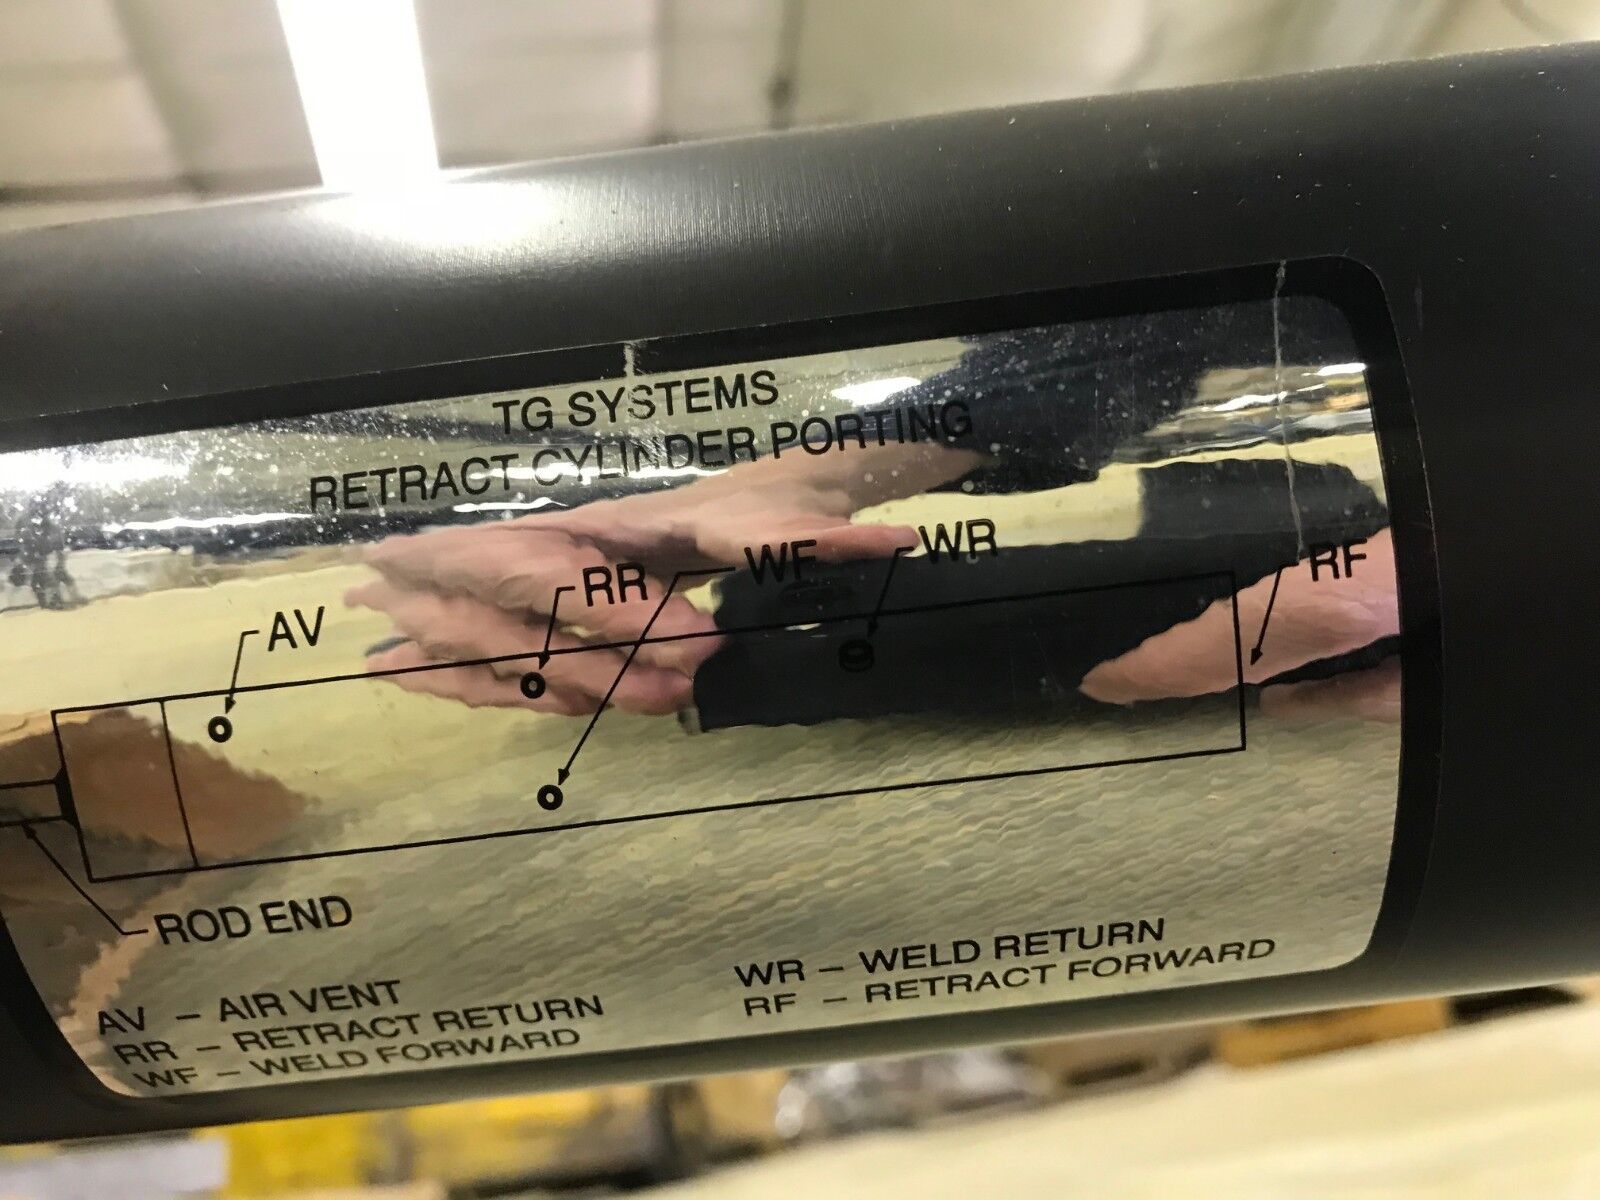 TG SYSTEMS
RETRACT CYLINDER PORTING
AV
RR
WF
WR
RF
ROD END
AV – AIR VENT
RR – RETRACT RETURN
WF – WELD FORWARD
WR – WELD RETURN
RF – RETRACT FORWARD